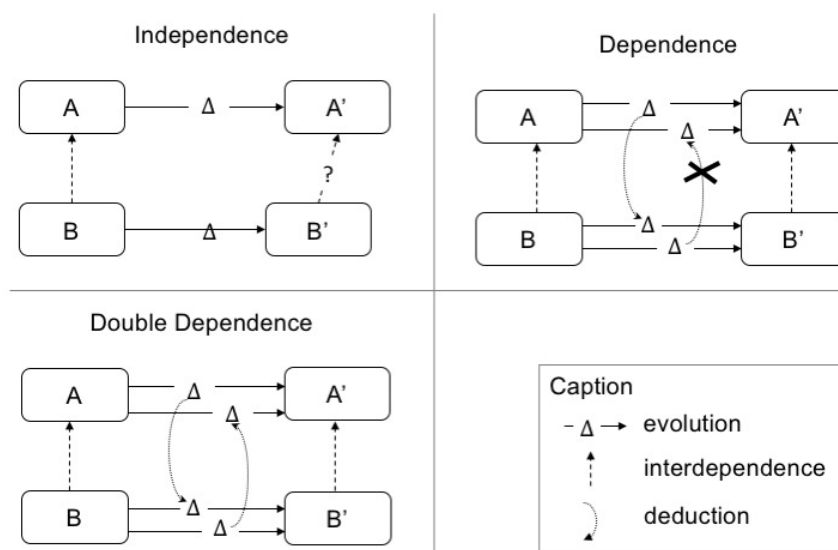 Independence
A
Δ
A'
?
B
Δ
B'
Dependence
A
Δ
Δ
A'
B
Δ
Δ
B'
Double Dependence
A
Δ
Δ
A'
B
Δ
Δ
B'
Caption
Δ evolution
interdependence
deduction